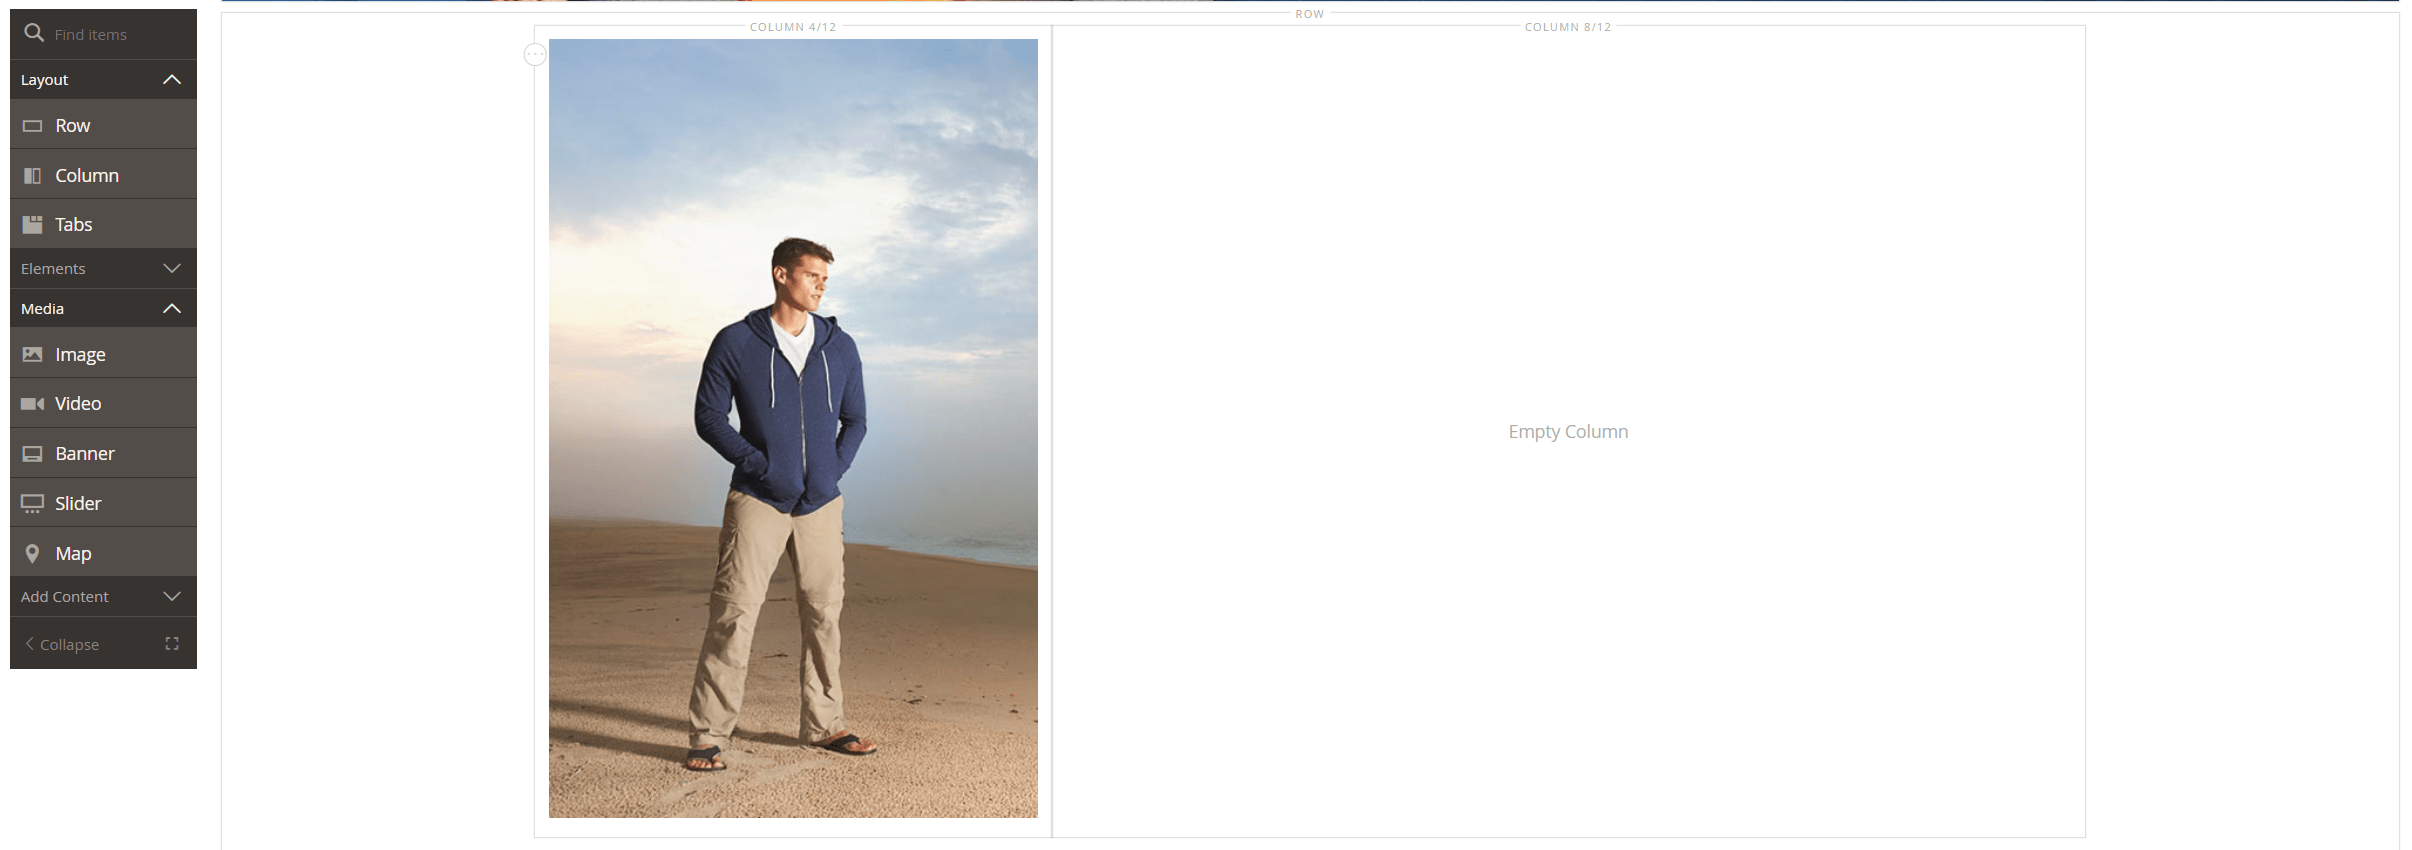 Find items
Layout
Row
Column
Tabs
Elements
Media
Image
Video
Banner
Slider
Map
Add Content
Collapse
ROW
COLUMN 4/12
COLUMN 8/12
Empty Column